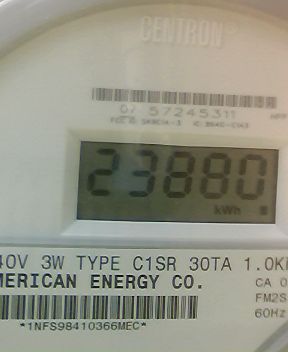 CENTRON®
07 57245311
23880
kWh
40V 3W TYPE C1SR 30TA 1.0K
MERICAN ENERGY CO.
CA 0
FM2S
60Hz
*1NFS98410366MEC*